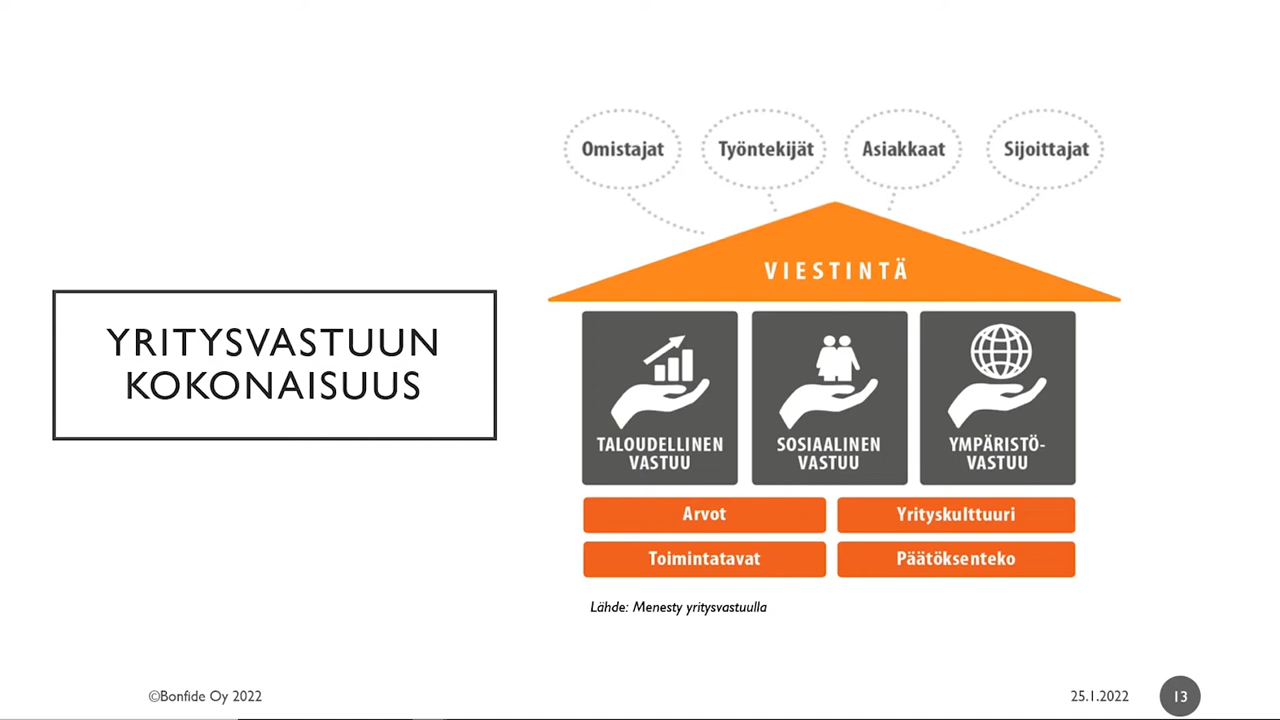 YRITYSVASTUUN
KOKONAISUUS
Omistajat
Työntekijät
Asiakkaat
Sijoittajat
VIESTINTÄ
TALOUDELLINEN
VASTUU
SOSIAALINEN
VASTUU
YMPÄRISTÖ-
VASTUU
Arvot
Yrityskulttuuri
Toimintatavat
Päätöksenteko
Lähde: Menesty yritysvastuulla
©Bonfide Oy 2022
25.1.2022
13